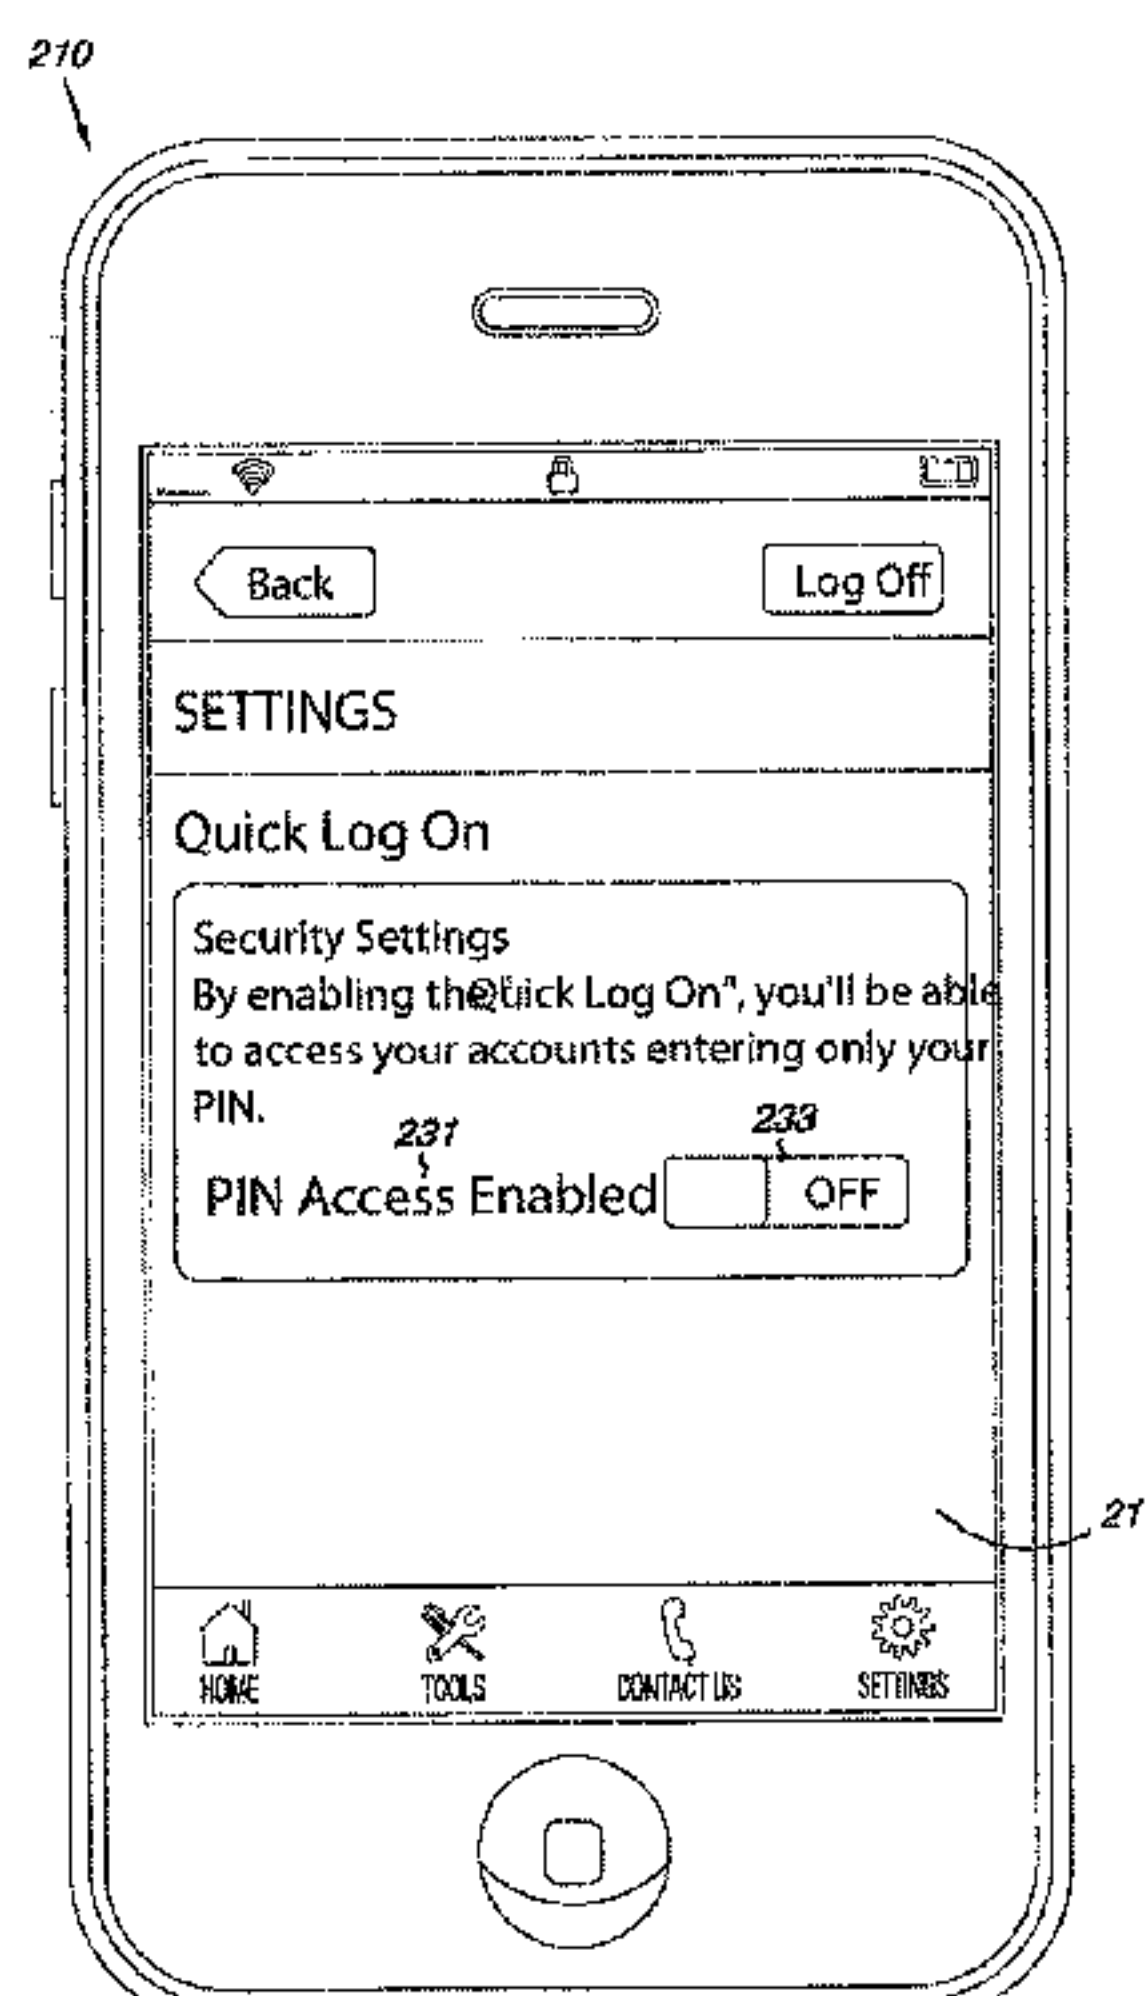 210
Back Log Off
SETTINGS
Quick Log On
Security Settings
By enabling the "Quick Log On", you'll be able
to access your accounts entering only your
PIN.
231 233
PIN Access Enabled OFF
21
HOME TOOLS CONTACT US SETTINGS